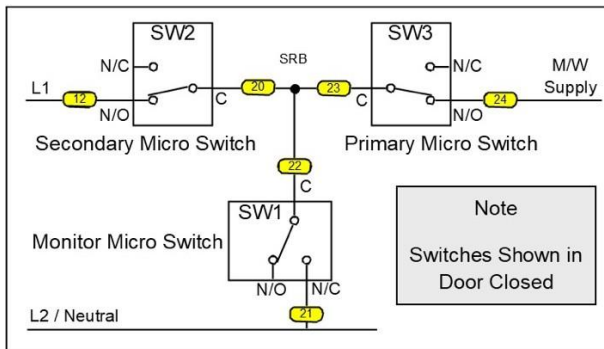 SW2
SRB
SW3
N/C
N/C
M/W
Supply
L1
12
20
23
24
C
C
N/O
N/O
Secondary Micro Switch
Primary Micro Switch
22
C
SW1
Monitor Micro Switch
N/O
N/C
21
L2 / Neutral
Note
Switches Shown in
Door Closed